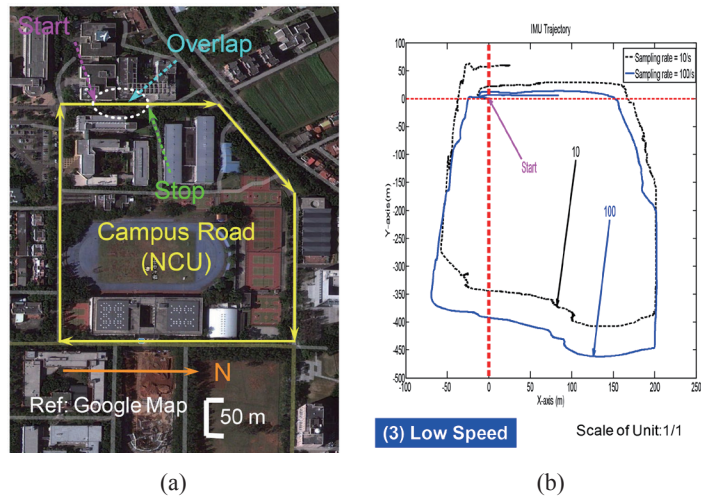 Start
Overlap
Stop
Campus Road
(NCU)
N
Ref: Google Map
50 m
(a)
IMU Trajectory
Sampling rate = 10/s
Sampling rate = 100/s
100
50
0
-50
-100
-150
-200
-250
-300
-350
-400
-450
-500
Y-axis(m)
Start
10
100
-100
-50
0
50
100
150
200
250
X-axis (m)
(3) Low Speed
Scale of Unit:1/1
(b)